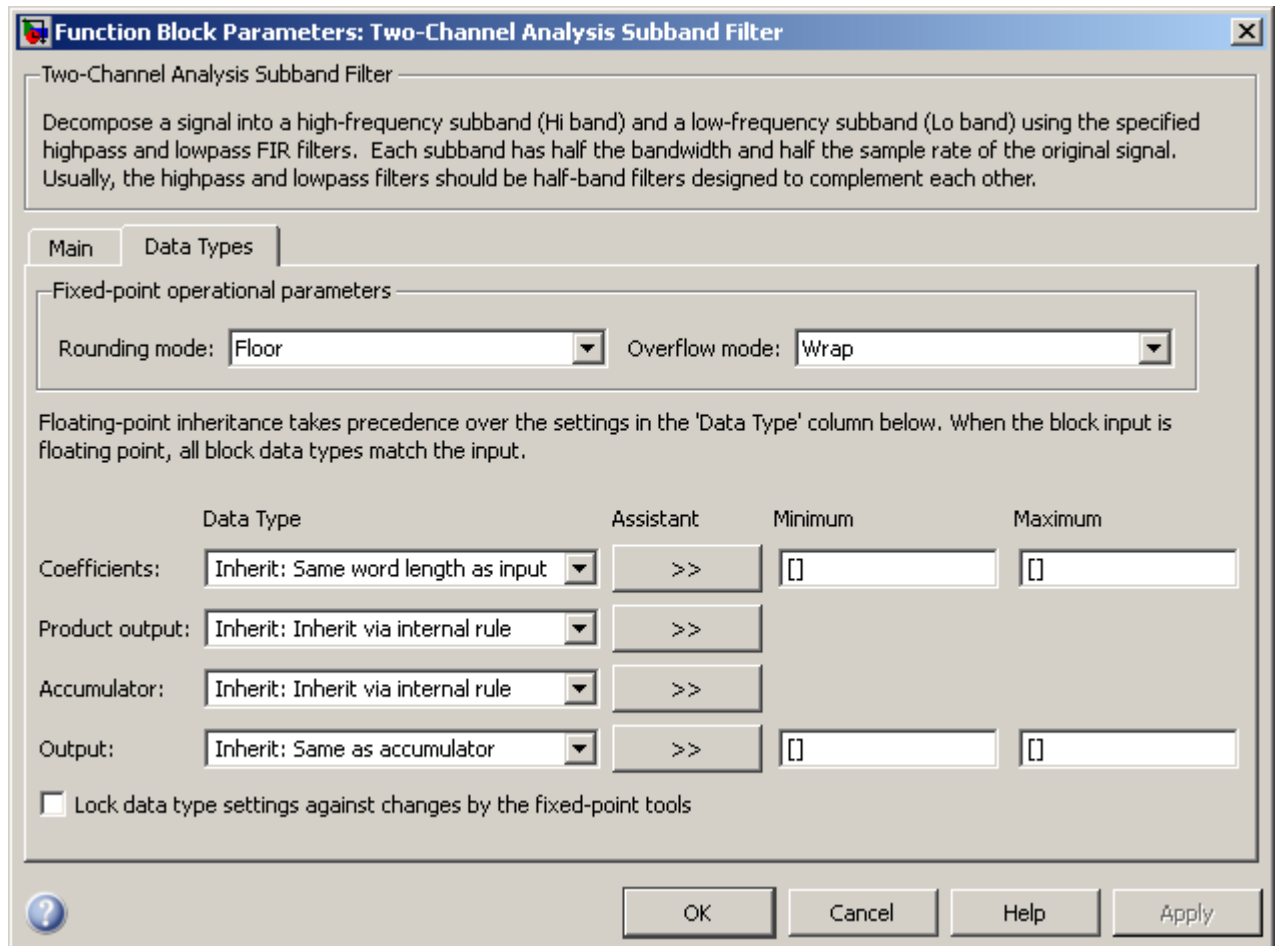 Function Block Parameters: Two-Channel Analysis Subband Filter
Two-Channel Analysis Subband Filter
Decompose a signal into a high-frequency subband (Hi band) and a low-frequency subband (Lo band) using the specified
highpass and lowpass FIR filters. Each subband has half the bandwidth and half the sample rate of the original signal.
Usually, the highpass and lowpass filters should be half-band filters designed to complement each other.
Main Data Types
Fixed-point operational parameters
Rounding mode: Floor Overflow mode: Wrap
Floating-point inheritance takes precedence over the settings in the 'Data Type' column below. When the block input is
floating point, all block data types match the input.
Data Type Assistant Minimum Maximum
Coefficients: Inherit: Same word length as input >> [] []
Product output: Inherit: Inherit via internal rule >>
Accumulator: Inherit: Inherit via internal rule >>
Output: Inherit: Same as accumulator >> [] []
Lock data type settings against changes by the fixed-point tools
? OK Cancel Help Apply